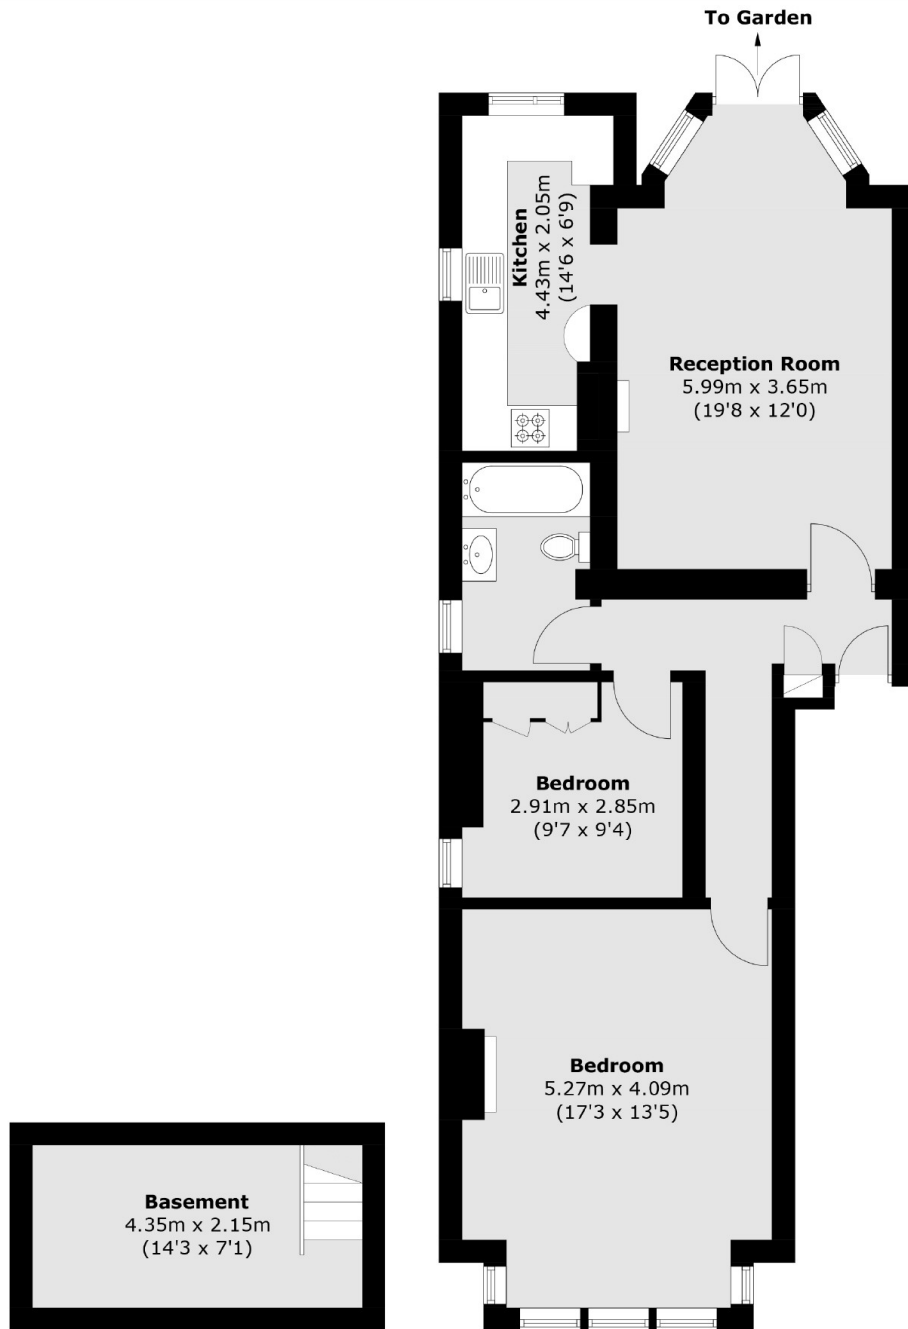 To Garden
Kitchen
4.43m x 2.05m
(14'6 x 6'9)
Reception Room
5.99m x 3.65m
(19'8 x 12'0)
Bedroom
2.91m x 2.85m
(9'7 x 9'4)
Bedroom
5.27m x 4.09m
(17'3 x 13'5)
Basement
4.35m x 2.15m
(14'3 x 7'1)